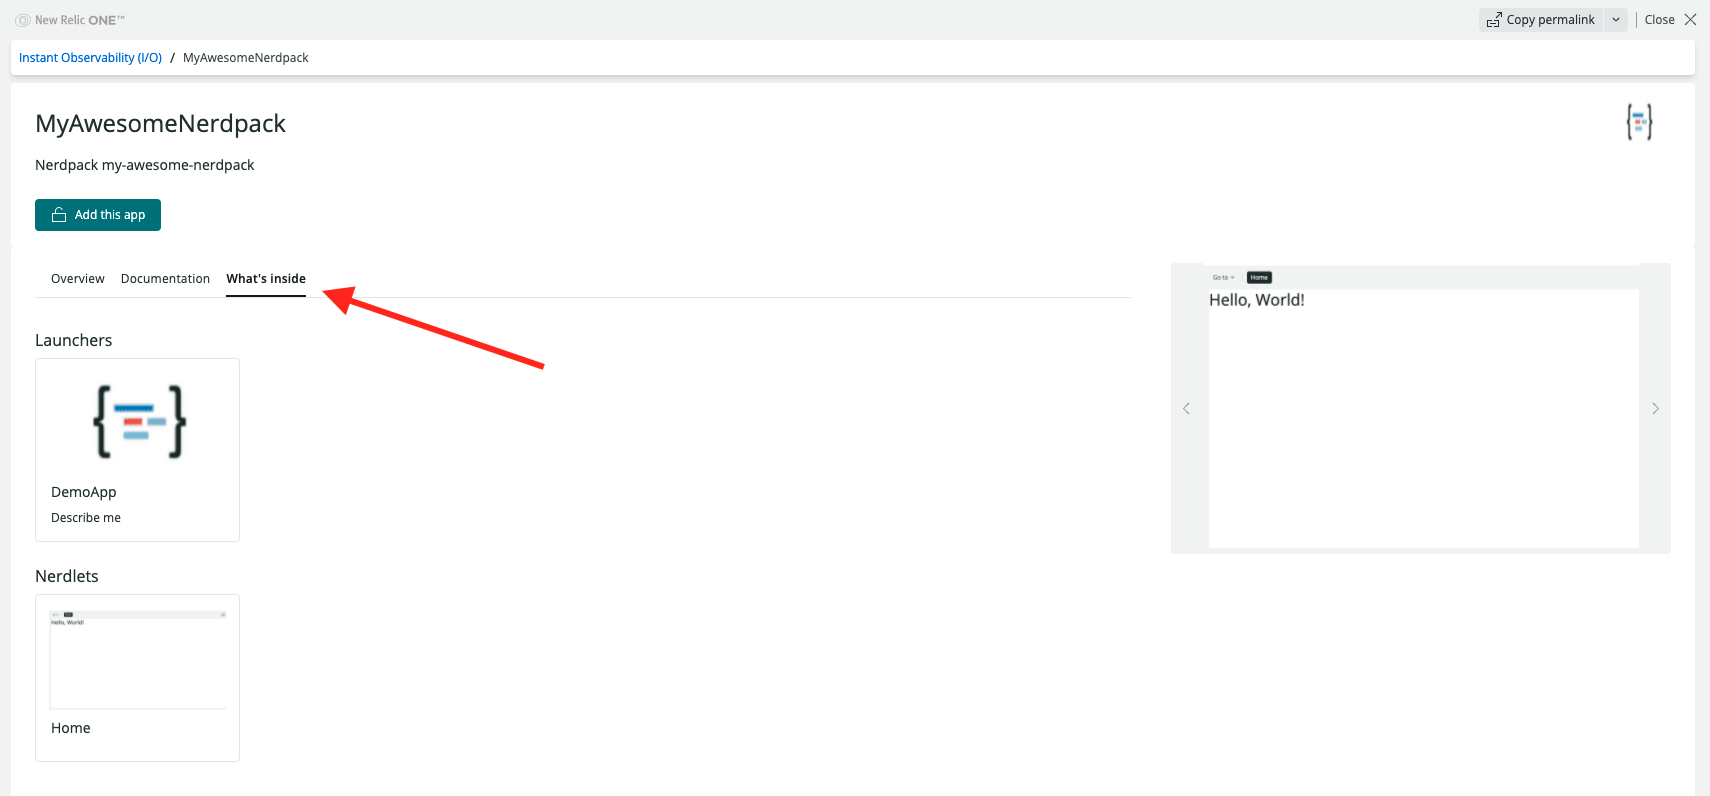 New Relic ONE™
Copy permalink
Close
Instant Observability (I/O) / MyAwesomeNerdpack
MyAwesomeNerdpack
Nerdpack my-awesome-nerdpack
Add this app
Overview Documentation What's inside
Go to Home
Hello, World!
Launchers
DemoApp
Describe me
Nerdlets
Hello, World!
Home